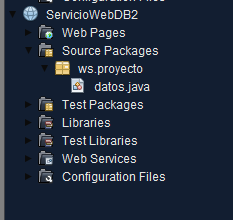 ServicioWebDB2
Web Pages
Source Packages
ws.proyecto
datos.java
Test Packages
Libraries
Test Libraries
Web Services
Configuration Files